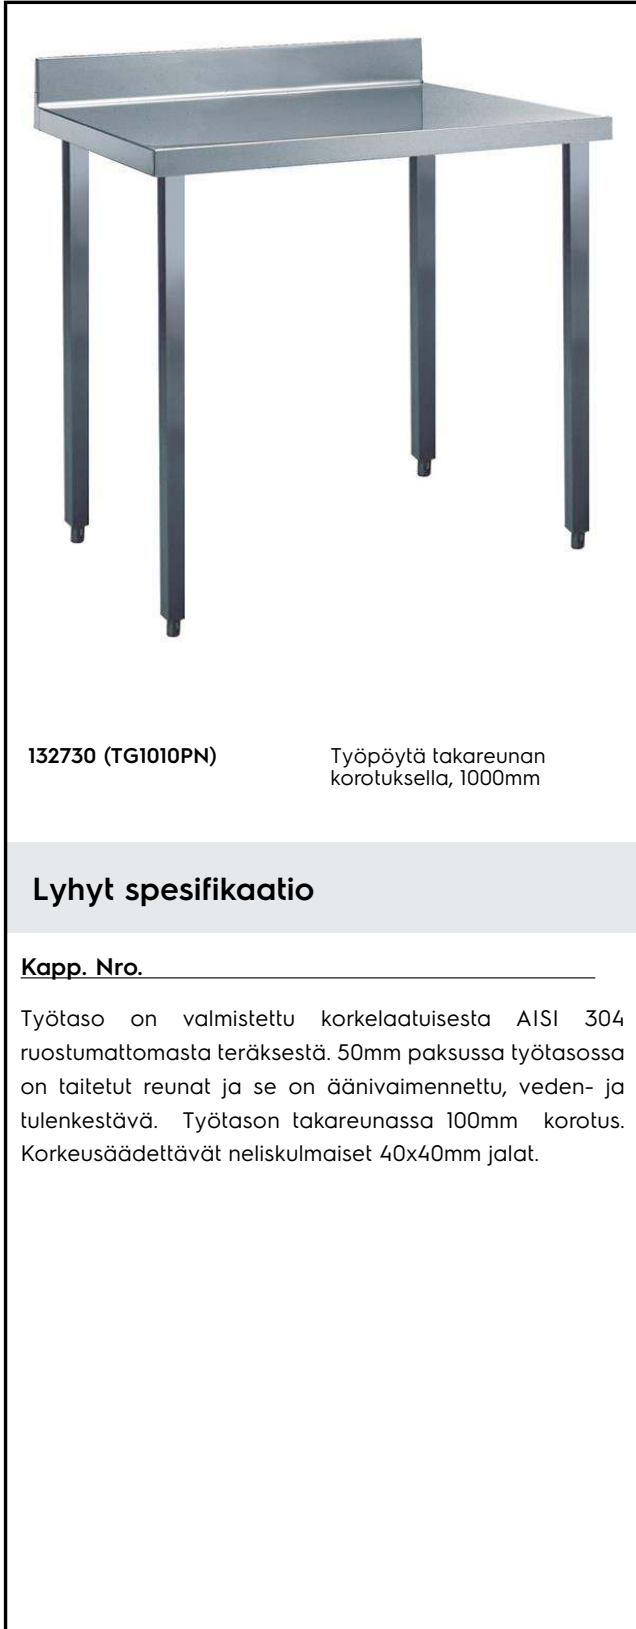 132730 (TG1010PN)
Työpöytä takareunan
korotuksella, 1000mm
Lyhyt spesifikaatio
Kapp. Nro.
Työtaso on valmistettu korkelaatuisesta AISI 304
ruostumattomasta teräksestä. 50mm paksussa työtasossa
on taitetut reunat ja se on äänivaimennettu, veden- ja
tulenkestävä. Työtason takareunassa 100mm korotus.
Korkeusäädettävät neliskulmaiset 40x40mm jalat.